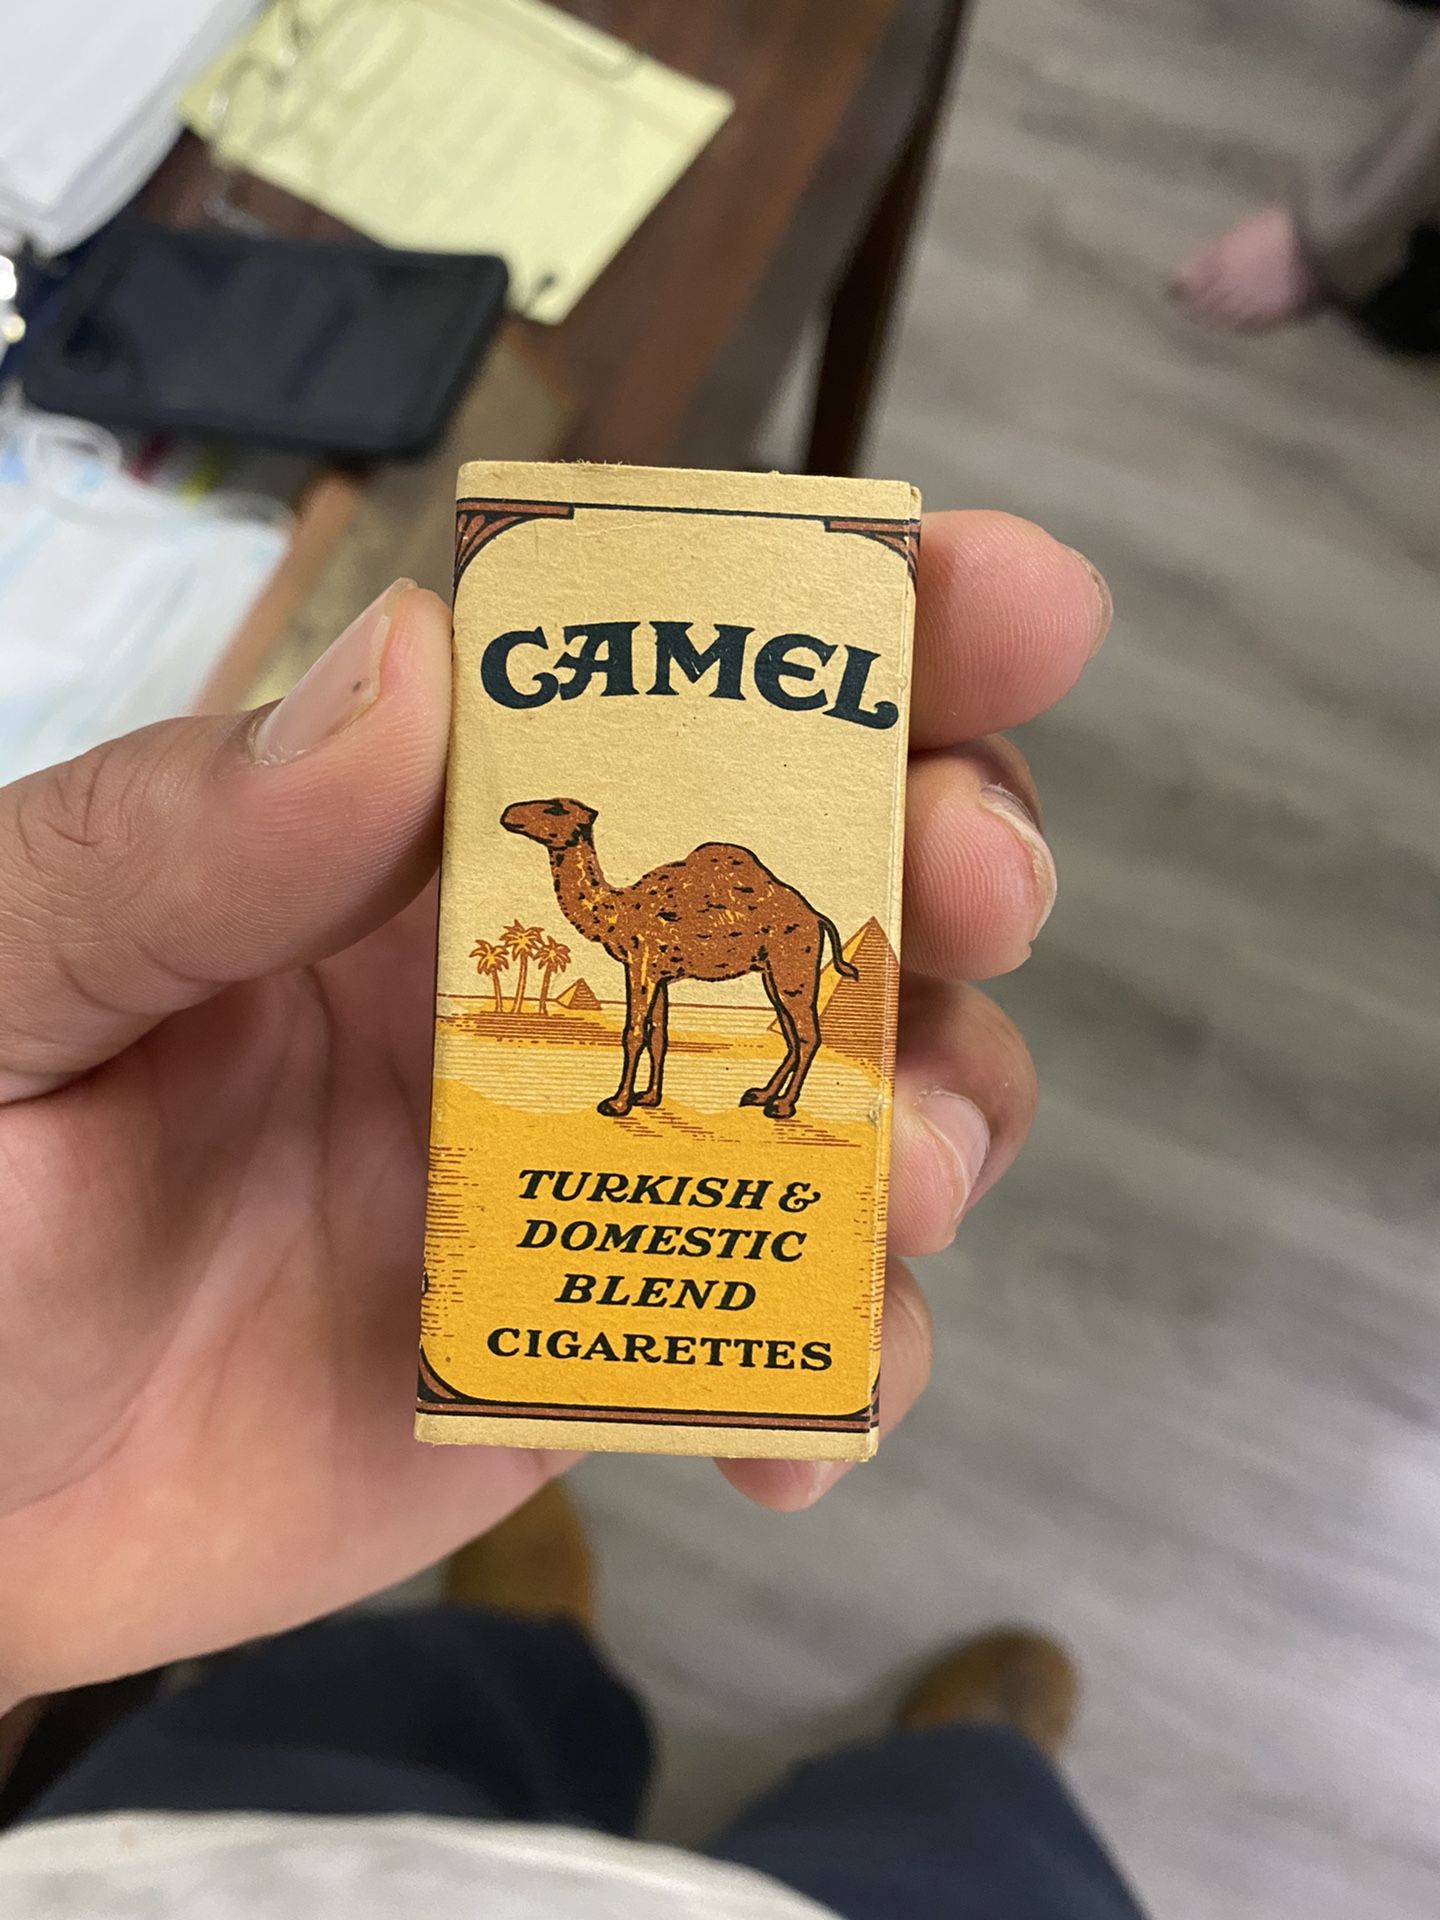 CAMEL
TURKISH &
DOMESTIC
BLEND
CIGARETTES